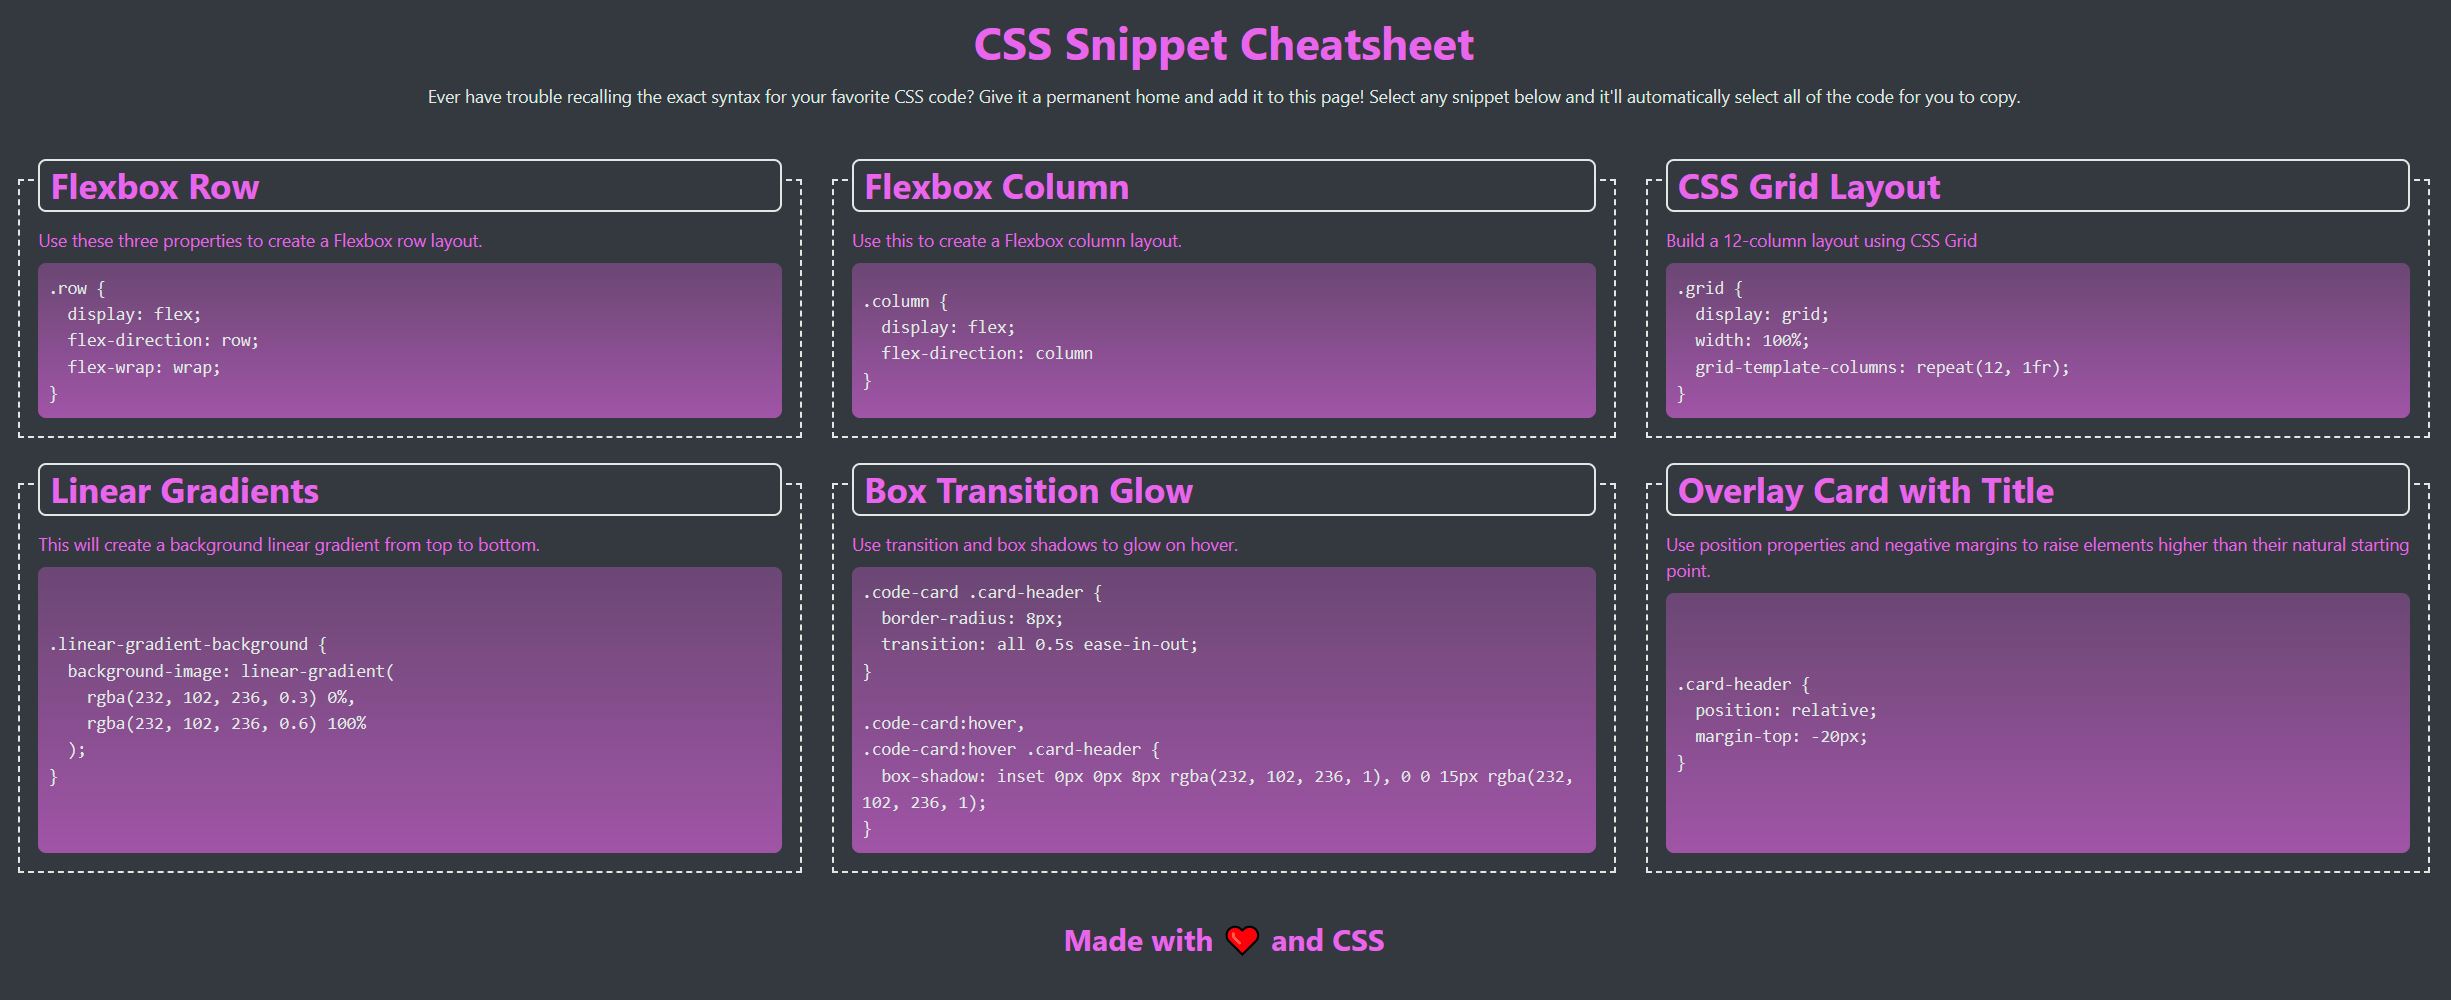 CSS Snippet Cheatsheet
Ever have trouble recalling the exact syntax for your favorite CSS code? Give it a permanent home and add it to this page! Select any snippet below and it'll automatically select all of the code for you to copy.
Flexbox Row
Use these three properties to create a Flexbox row layout.
.row {
  display: flex;
  flex-direction: row;
  flex-wrap: wrap;
}
Flexbox Column
Use this to create a Flexbox column layout.
.column {
  display: flex;
  flex-direction: column
}
CSS Grid Layout
Build a 12-column layout using CSS Grid
.grid {
  display: grid;
  width: 100%;
  grid-template-columns: repeat(12, 1fr);
}
Linear Gradients
This will create a background linear gradient from top to bottom.
.linear-gradient-background {
  background-image: linear-gradient(
    rgba(232, 102, 236, 0.3) 0%,
    rgba(232, 102, 236, 0.6) 100%
  );
}
Box Transition Glow
Use transition and box shadows to glow on hover.
.code-card .card-header {
  border-radius: 8px;
  transition: all 0.5s ease-in-out;
}
.code-card:hover,
.code-card:hover .card-header {
  box-shadow: inset 0px 0px 8px rgba(232, 102, 236, 1), 0 0 15px rgba(232,
102, 236, 1);
}
Overlay Card with Title
Use position properties and negative margins to raise elements higher than their natural starting
point.
.card-header {
  position: relative;
  margin-top: -20px;
}
Made with ❤️ and CSS